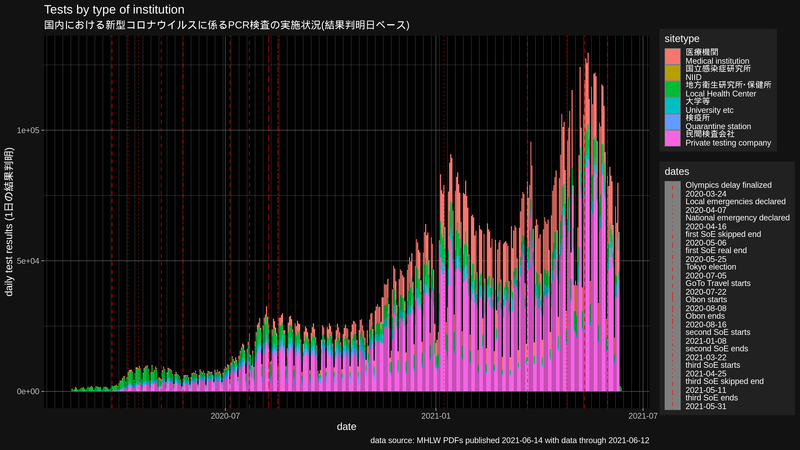 Tests by type of institution
国内における新型コロナウイルスに係るPCR検査の実施状況(結果判明日ベース)
daily test results (1日の結果判明)
1e+05
5e+04
0e+00
2020-07
2021-01
2021-07
date
data source: MHLW PDFs published 2021-06-14 with data through 2021-06-12
sitetype
医療機関
Medical institution
国立感染症研究所
NIID
地方衛生研究所･保健所
Local Health Center
大学等
University etc
検疫所
Quarantine station
民間検査会社
Private testing company
dates
Olympics delay finalized
2020-03-24
Local emergencies declared
2020-04-07
National emergency declared
2020-04-16
first SoE skipped end
2020-05-06
first SoE real end
2020-05-25
Tokyo election
2020-07-05
GoTo Travel starts
2020-07-22
Obon starts
2020-08-08
Obon ends
2020-08-16
second SoE starts
2021-01-08
second SoE ends
2021-03-22
third SoE starts
2021-04-25
third SoE skipped end
2021-05-11
third SoE ends
2021-05-31